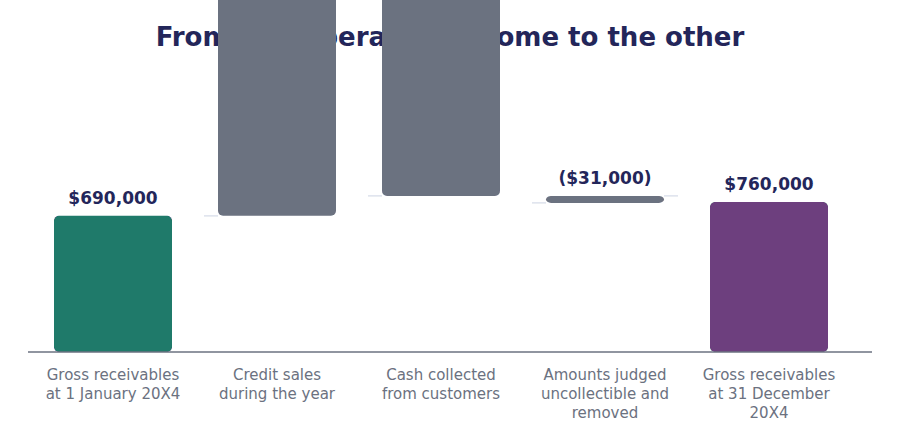 From to the other
$690,000
($31,000)
$760,000
Gross receivables
at 1 January 20X4
Credit sales
during the year
Cash collected
from customers
Amounts judged
uncollectible and
removed
Gross receivables
at 31 December
20X4